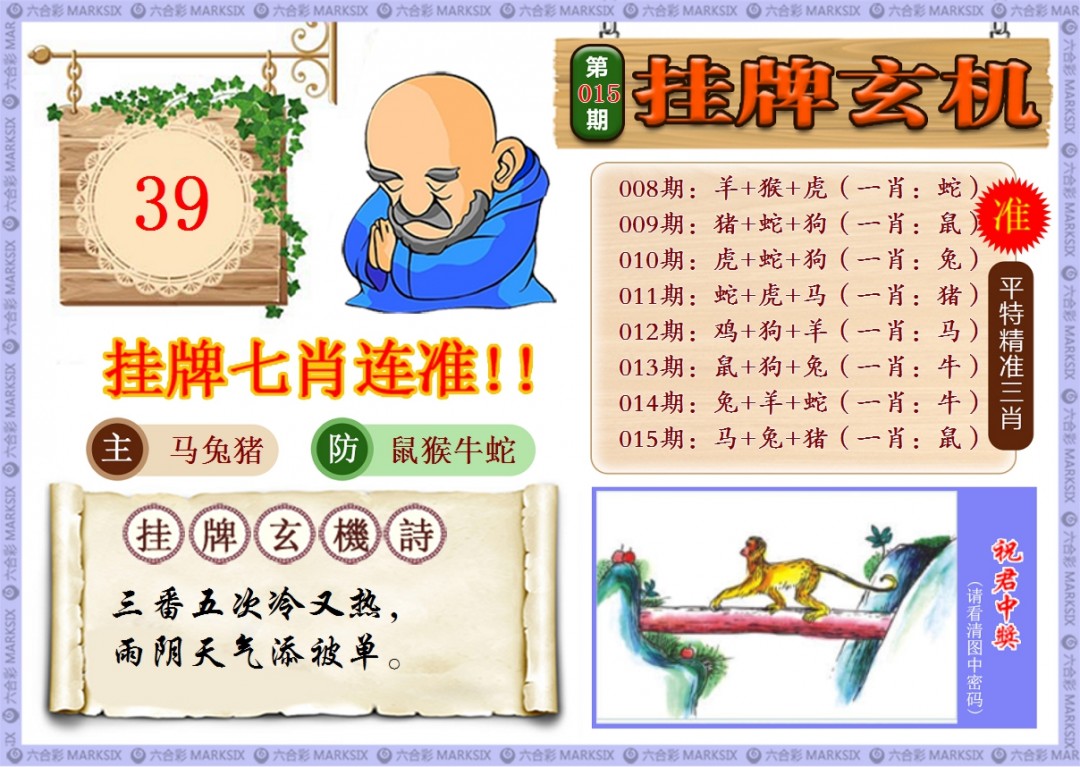 六合彩 MARKSIX
39
第
015
期
挂牌玄机
008期：羊+猴+虎（一肖：蛇）
009期：猪+蛇+狗（一肖：鼠）
010期：虎+蛇+狗（一肖：兔）
011期：蛇+虎+马（一肖：猪）
012期：鸡+狗+羊（一肖：马）
013期：鼠+狗+兔（一肖：牛）
014期：兔+羊+蛇（一肖：牛）
015期：马+兔+猪（一肖：鼠）
准
平特精准三肖
挂牌七肖连准!!
主 马兔猪
防 鼠猴牛蛇
挂牌玄機詩
三番五次冷又热，
雨阴天气添被单。
祝君中奖
（请看清图中密码）